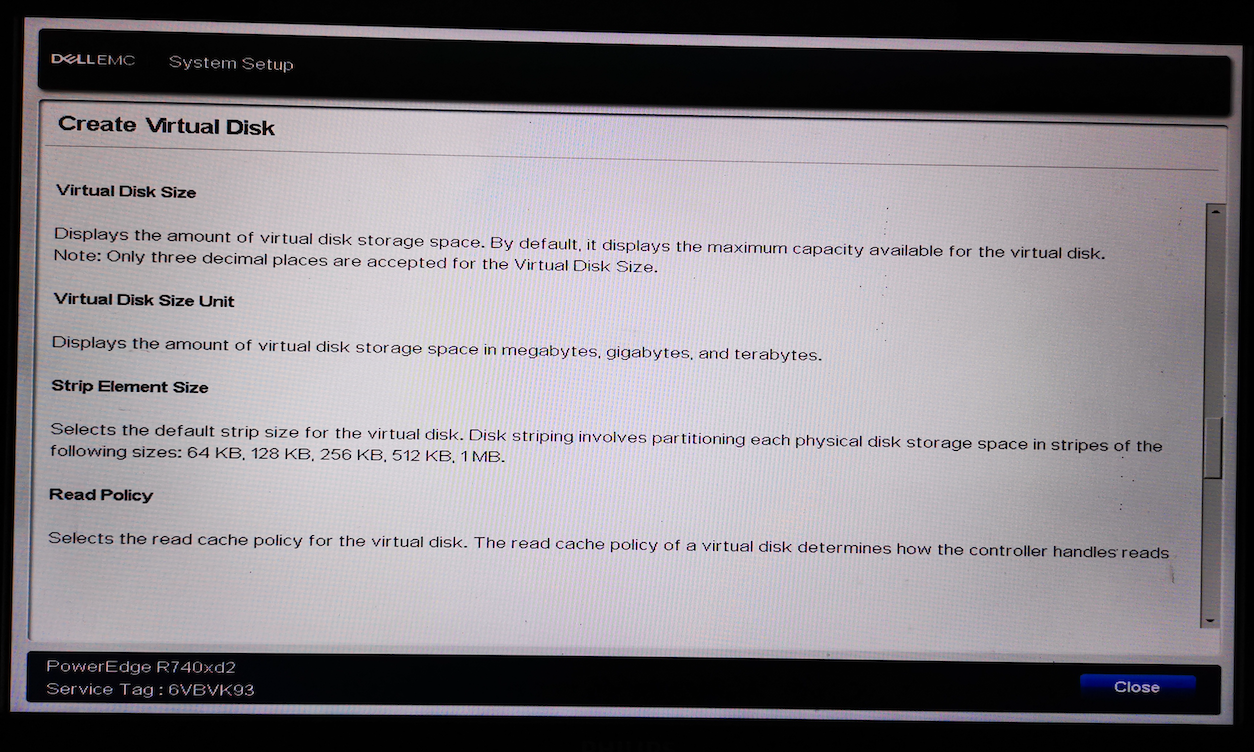 DELLEMC System Setup
Create Virtual Disk
Virtual Disk Size
Displays the amount of virtual disk storage space. By default, it displays the maximum capacity available for the virtual disk.
Note: Only three decimal places are accepted for the Virtual Disk Size.
Virtual Disk Size Unit
Displays the amount of virtual disk storage space in megabytes, gigabytes, and terabytes.
Strip Element Size
Selects the default strip size for the virtual disk. Disk striping involves partitioning each physical disk storage space in stripes of the
following sizes: 64 KB, 128 KB, 256 KB, 512 KB, 1 MB.
Read Policy
Selects the read cache policy for the virtual disk. The read cache policy of a virtual disk determines how the controller handles reads
PowerEdge R740xd2
Service Tag : 6VBVK93
Close